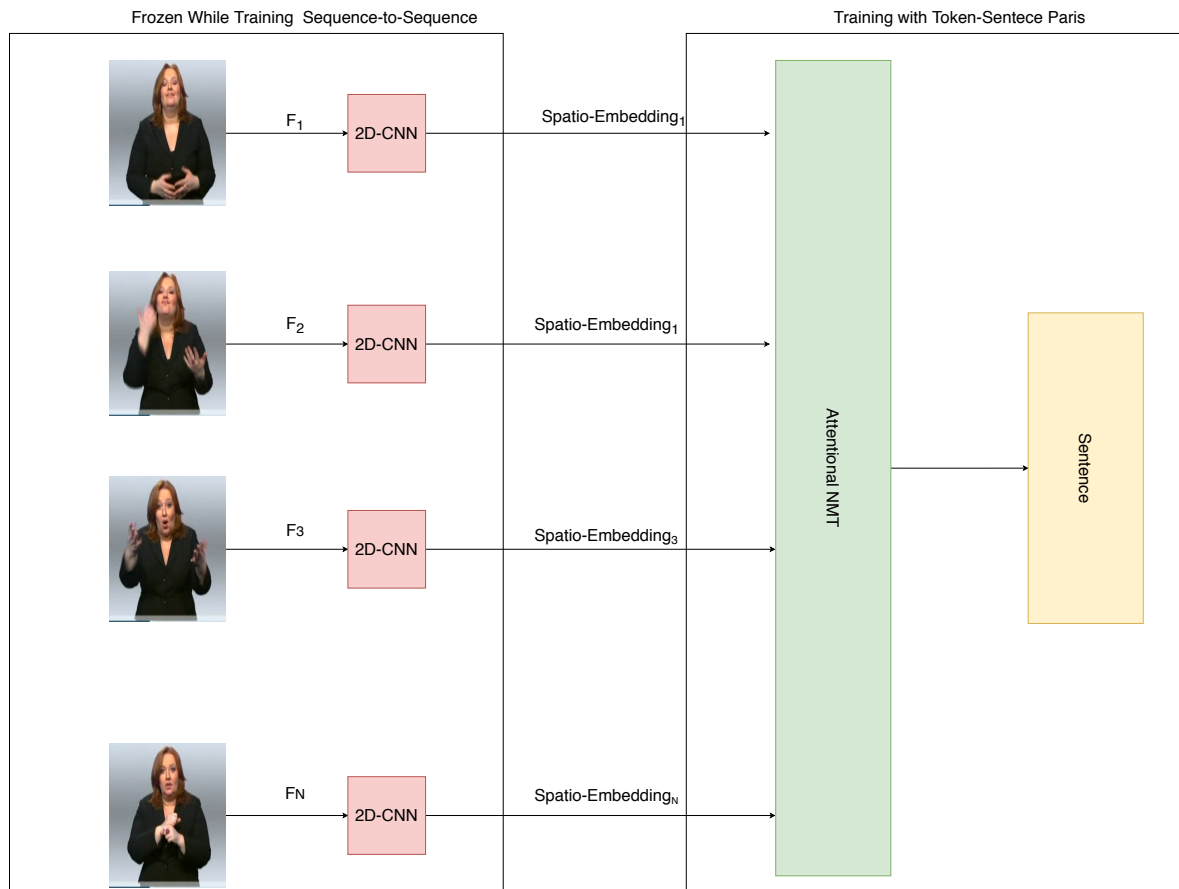 Frozen While Training Sequence-to-Sequence
Training with Token-Sentece Paris
F1
2D-CNN
Spatio-Embedding1
F2
2D-CNN
Spatio-Embedding1
F3
2D-CNN
Spatio-Embedding3
FN
2D-CNN
Spatio-EmbeddingN
Attentional NMT
Sentence